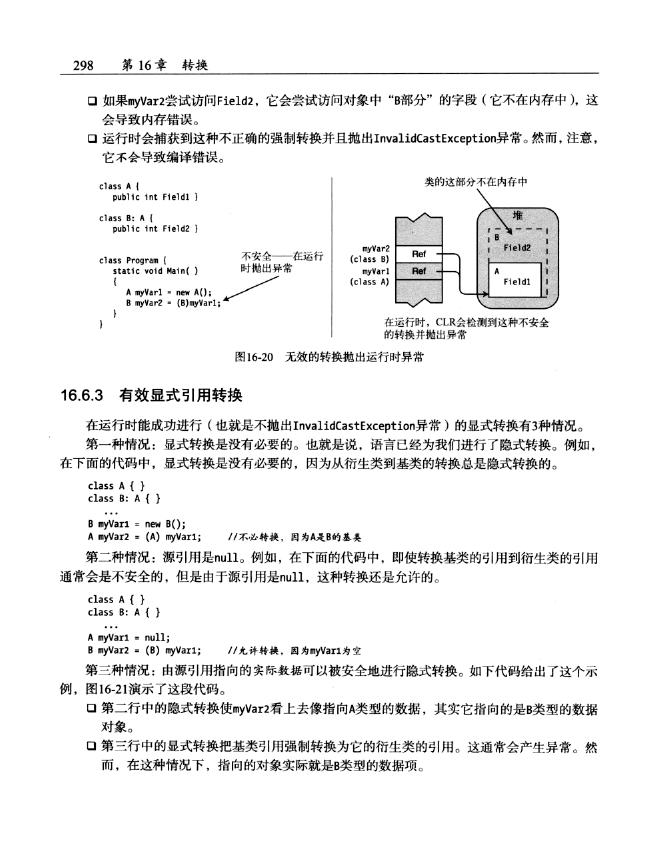 298 第16章 转换
□ 如果myVar2尝试访问Field2，它会尝试访问对象中“B部分”的字段（它不在内存中），这
会导致内存错误。
□ 运行时会捕获到这种不正确的强制转换并且抛出InvalidCastException异常。然而，注意，
它不会导致编译错误。
class A {
public int Field1 }
class B: A {
public int Field2 }
class Program {
static void Main( )
{
A myVar1 = new A();
B myVar2 = (B)myVar1;
}
}
不安全——在运行
时抛出异常
类的这部分不在内存中
堆
B
Field2
myVar2
(class B)
Ref
myVar1
(class A)
Ref
A
Field1
在运行时，CLR会检测到这种不安全
的转换并抛出异常
图16-20 无效的转换抛出运行时异常
16.6.3 有效显式引用转换
在运行时能成功进行（也就是不抛出InvalidCastException异常）的显式转换有3种情况。
第一种情况：显式转换是没有必要的。也就是说，语言已经为我们进行了隐式转换。例如，
在下面的代码中，显式转换是没有必要的，因为从衍生类到基类的转换总是隐式转换的。
class A { }
class B: A { }
...
B myVar1 = new B();
A myVar2 = (A) myVar1; //不必转换，因为A是B的基类
第二种情况：源引用是null。例如，在下面的代码中，即使转换基类的引用到衍生类的引用
通常会是不安全的，但是由于源引用是null，这种转换还是允许的。
class A { }
class B: A { }
...
A myVar1 = null;
B myVar2 = (B) myVar1; //允许转换，因为myVar1为空
第三种情况：由源引用指向的实际数据可以被安全地进行隐式转换。如下代码给出了这个示
例，图16-21演示了这段代码。
□ 第二行中的隐式转换使myVar2看上去像指向A类型的数据，其实它指向的是B类型的数据
对象。
□ 第三行中的显式转换把基类引用强制转换为它的衍生类的引用。这通常会产生异常。然
而，在这种情况下，指向的对象实际就是B类型的数据项。